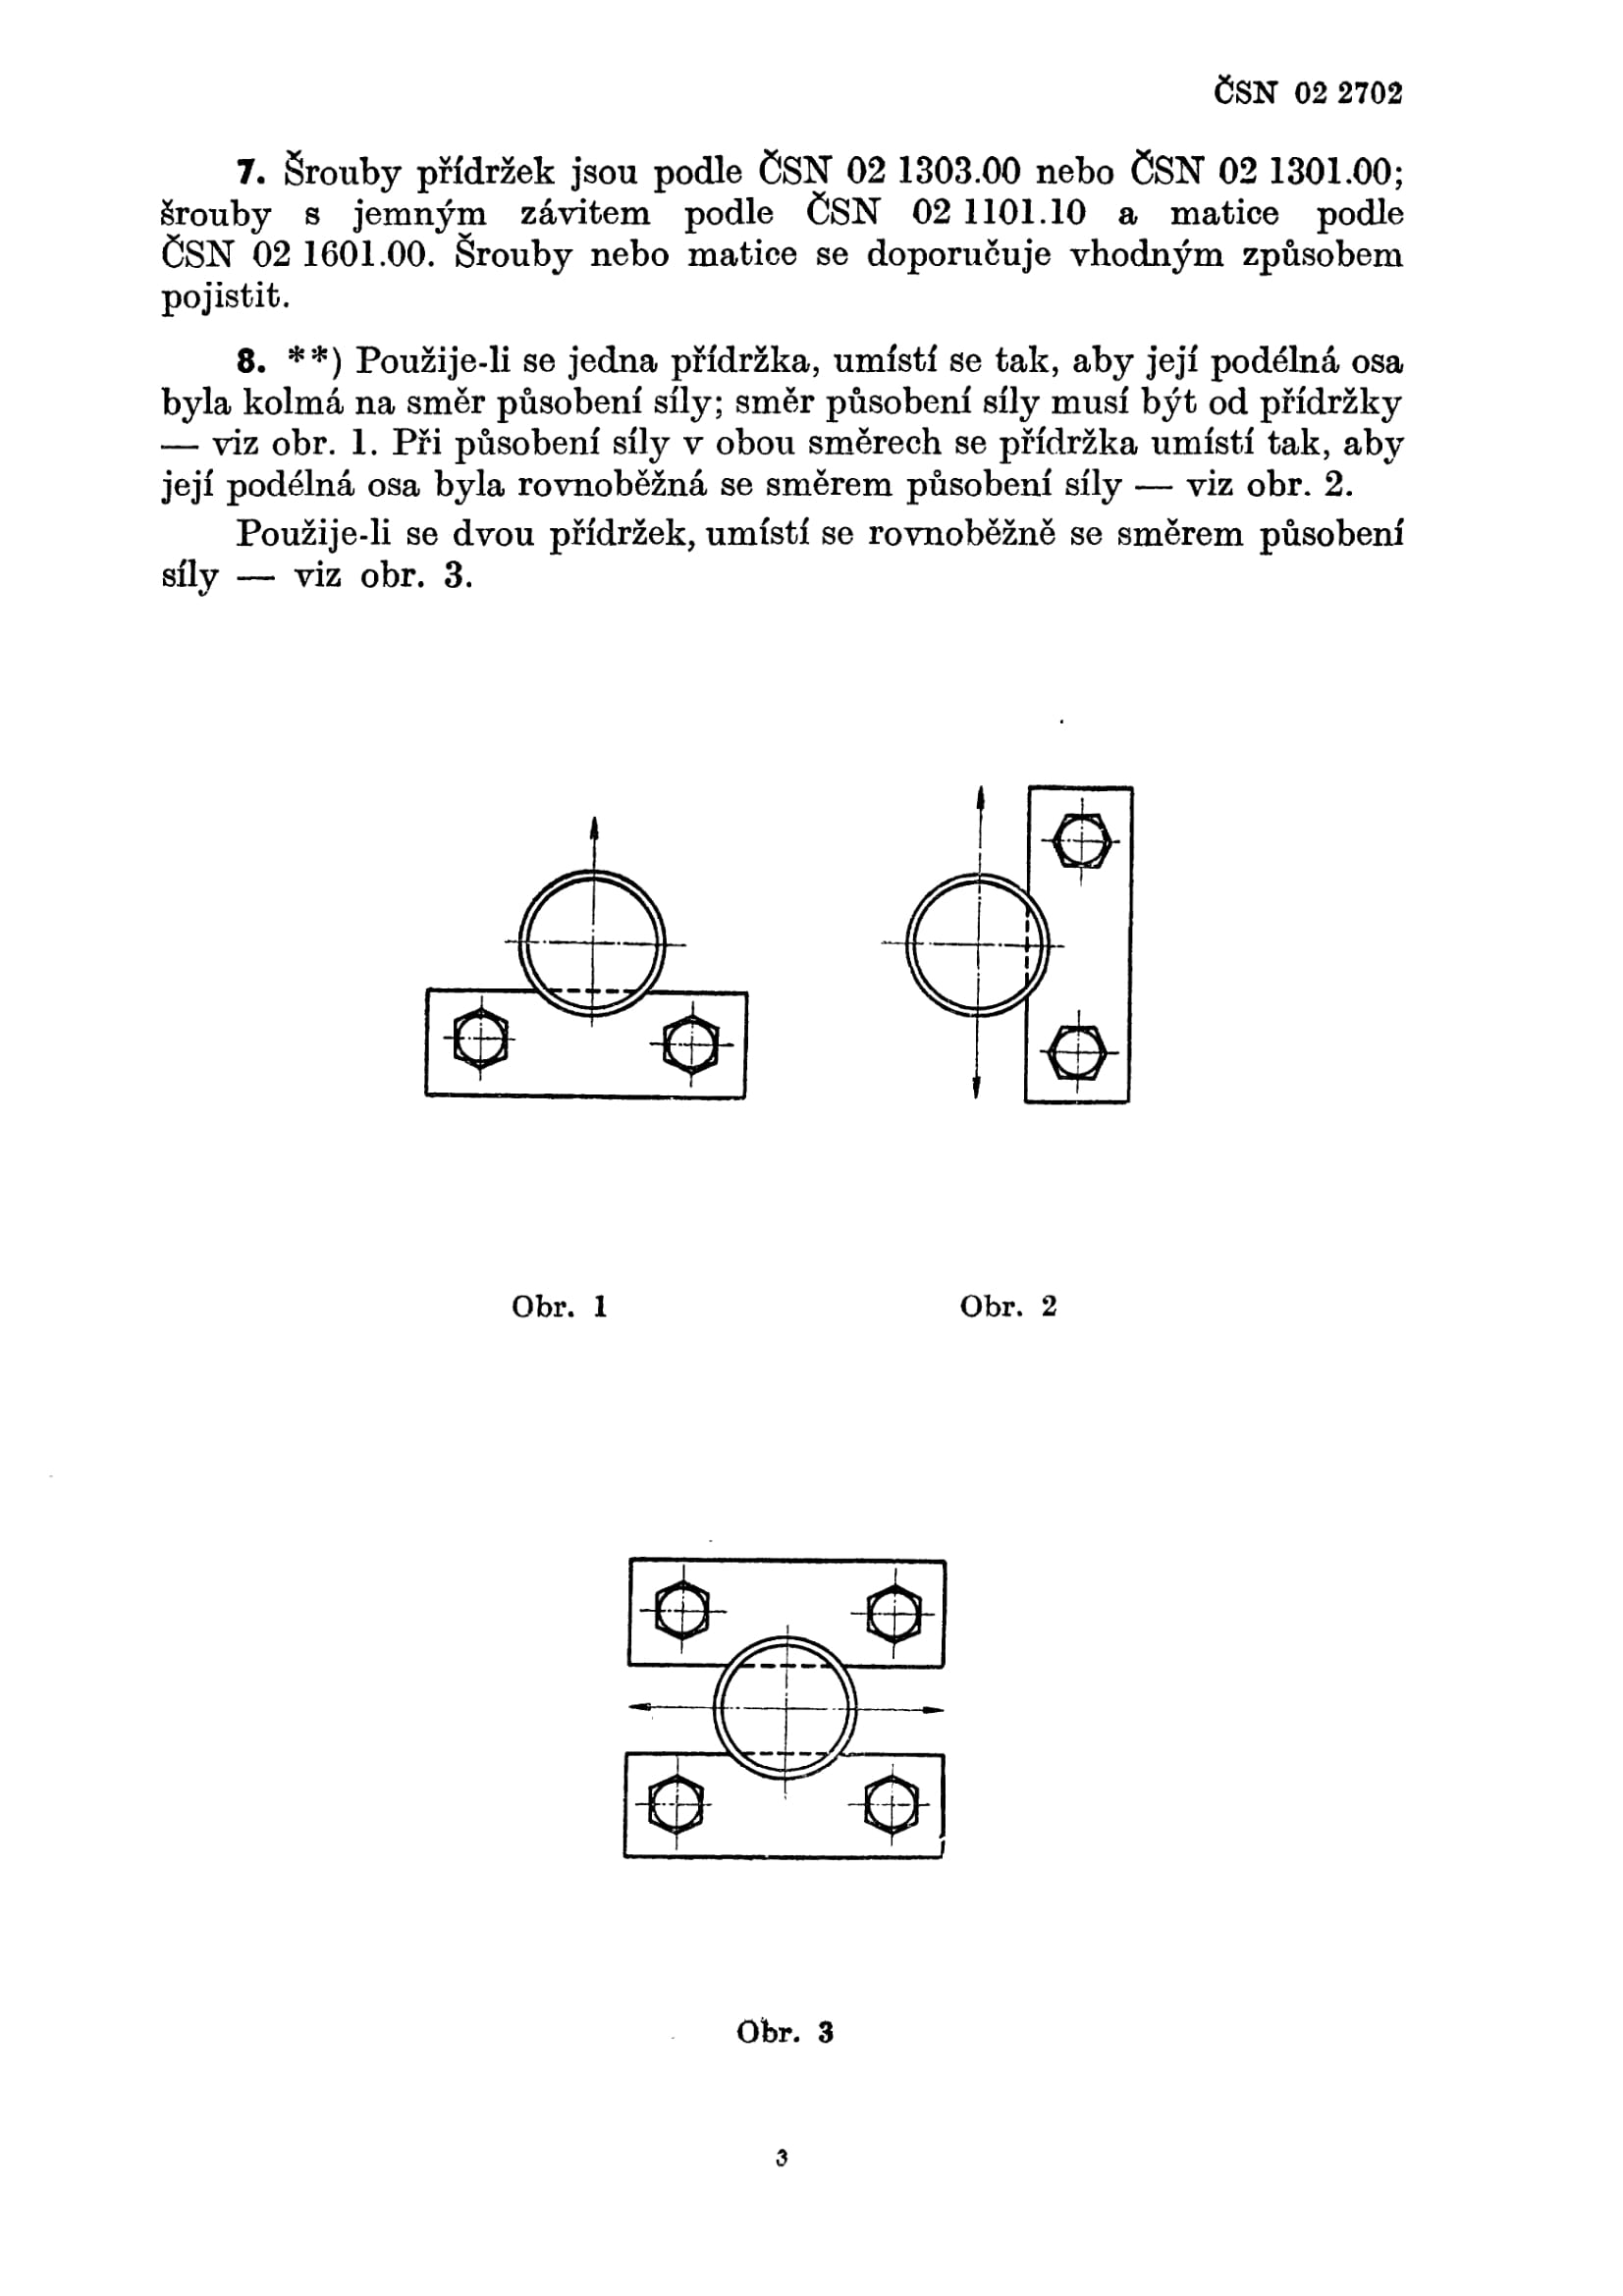 ČSN 02 2702
7. Šrouby přídržek jsou podle ČSN 02 1303.00 nebo ČSN 02 1301.00;
šrouby s jemným závitem podle ČSN 02 1101.10 a matice podle
ČSN 02 1601.00. Šrouby nebo matice se doporučuje vhodným způsobem
pojistit.
8. **) Použije-li se jedna přídržka, umístí se tak, aby její podélná osa
byla kolmá na směr působení síly; směr působení síly musí být od přídržky
— viz obr. 1. Při působení síly v obou směrech se přídržka umístí tak, aby
její podélná osa byla rovnoběžná se směrem působení síly — viz obr. 2.
Použije-li se dvou přídržek, umístí se rovnoběžně se směrem působení
síly — viz obr. 3.
Obr. 1
Obr. 2
Obr. 3
3